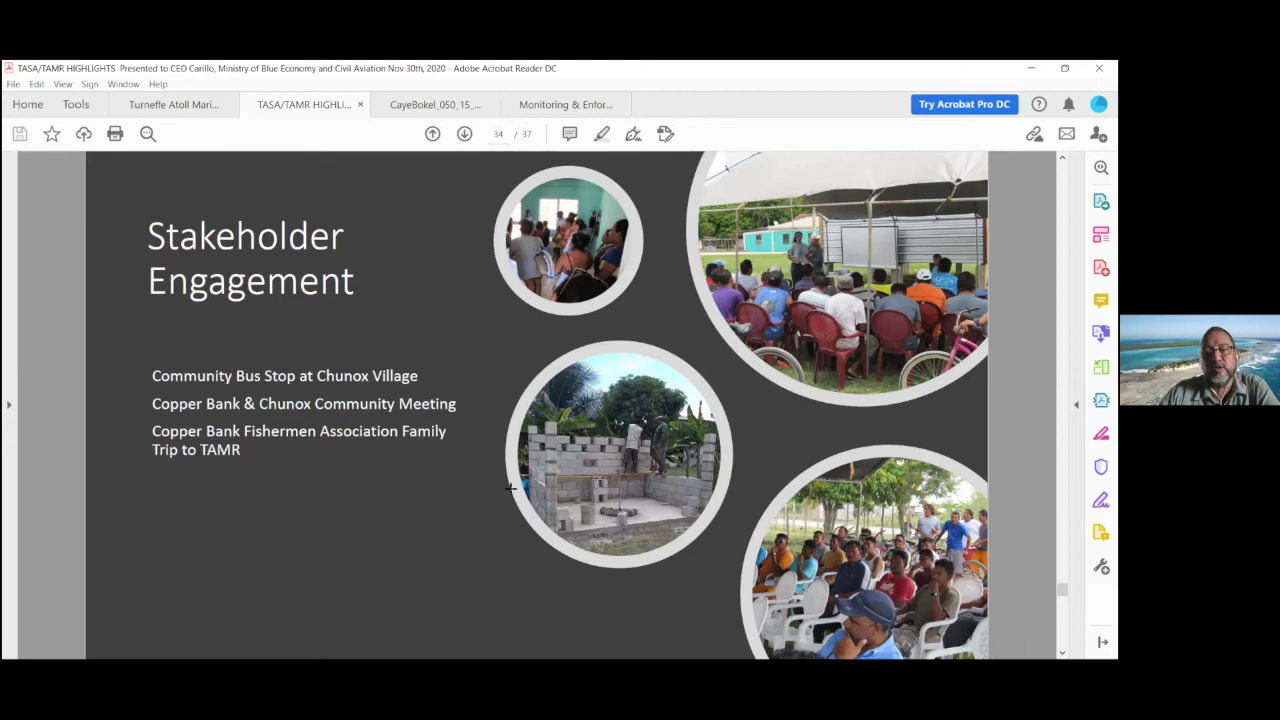 TASA/TAMR HIGHLIGHTS Presented to CEO Carillo, Ministry of Blue Economy and Civil Aviation Nov 30th, 2020 - Adobe Acrobat Reader DC
File Edit View Sign Window Help
Home Tools Turneffe Atoll Mari... TASA/TAMR HIGHLI... × CayeBokel_050_15_... Monitoring & Enfor... Try Acrobat Pro DC
34 / 37
Stakeholder
Engagement
Community Bus Stop at Chunox Village
Copper Bank & Chunox Community Meeting
Copper Bank Fishermen Association Family
Trip to TAMR